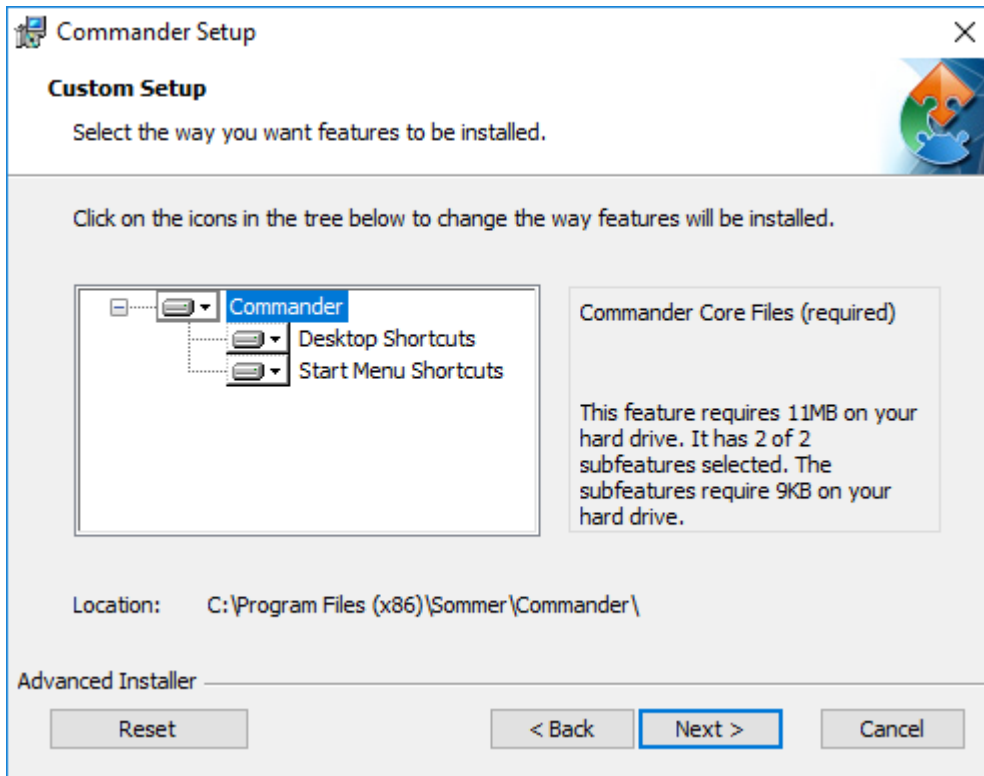 Commander Setup
Custom Setup
Select the way you want features to be installed.
Click on the icons in the tree below to change the way features will be installed.
Commander
Desktop Shortcuts
Start Menu Shortcuts
Commander Core Files (required)
This feature requires 11MB on your
hard drive. It has 2 of 2
subfeatures selected. The
subfeatures require 9KB on your
hard drive.
Location: C:\Program Files (x86)\Sommer\Commander\
Advanced Installer
Reset < Back Next > Cancel